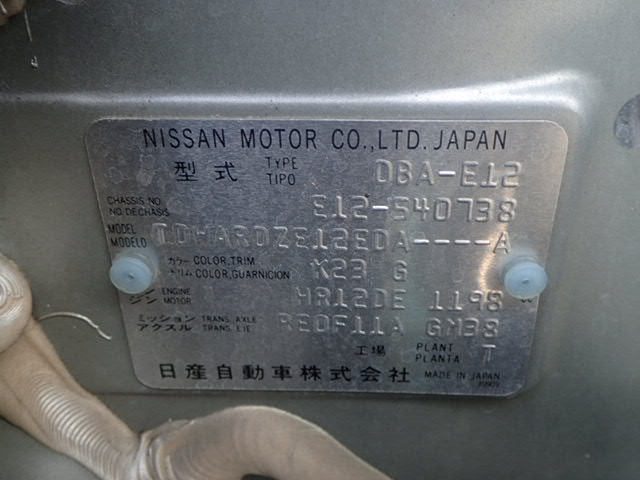 NISSAN MOTOR CO.,LTD. JAPAN
型式 TYPE TIPO DBA-E12
CHASSIS NO. NO. DE CHASIS E12-540738
MODEL MODELO TDWARDZE12EDA----A
カラー COLOR, TRIM トリム COLOR, GUARNICION K23 G
ENGINE ジン MOTOR HR12DE 1198 cc
ミッション TRANS. アクスル TRANS. AXLE EJE RE0F11A GM38
工場 PLANT PLANTA T
日産自動車株式会社 MADE IN JAPAN